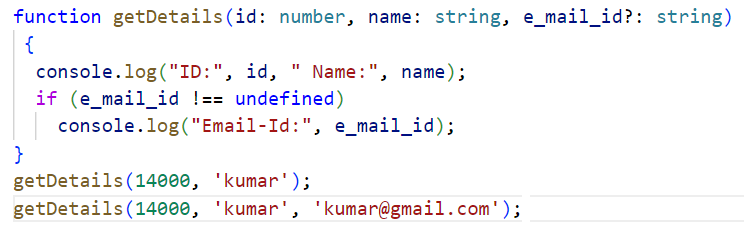 function getDetails(id: number, name: string, e_mail_id?: string)
{
console.log("ID:", id, " Name:", name);
if (e_mail_id !== undefined)
console.log("Email-Id:", e_mail_id);
}
getDetails(14000, 'kumar');
getDetails(14000, 'kumar', 'kumar@gmail.com');